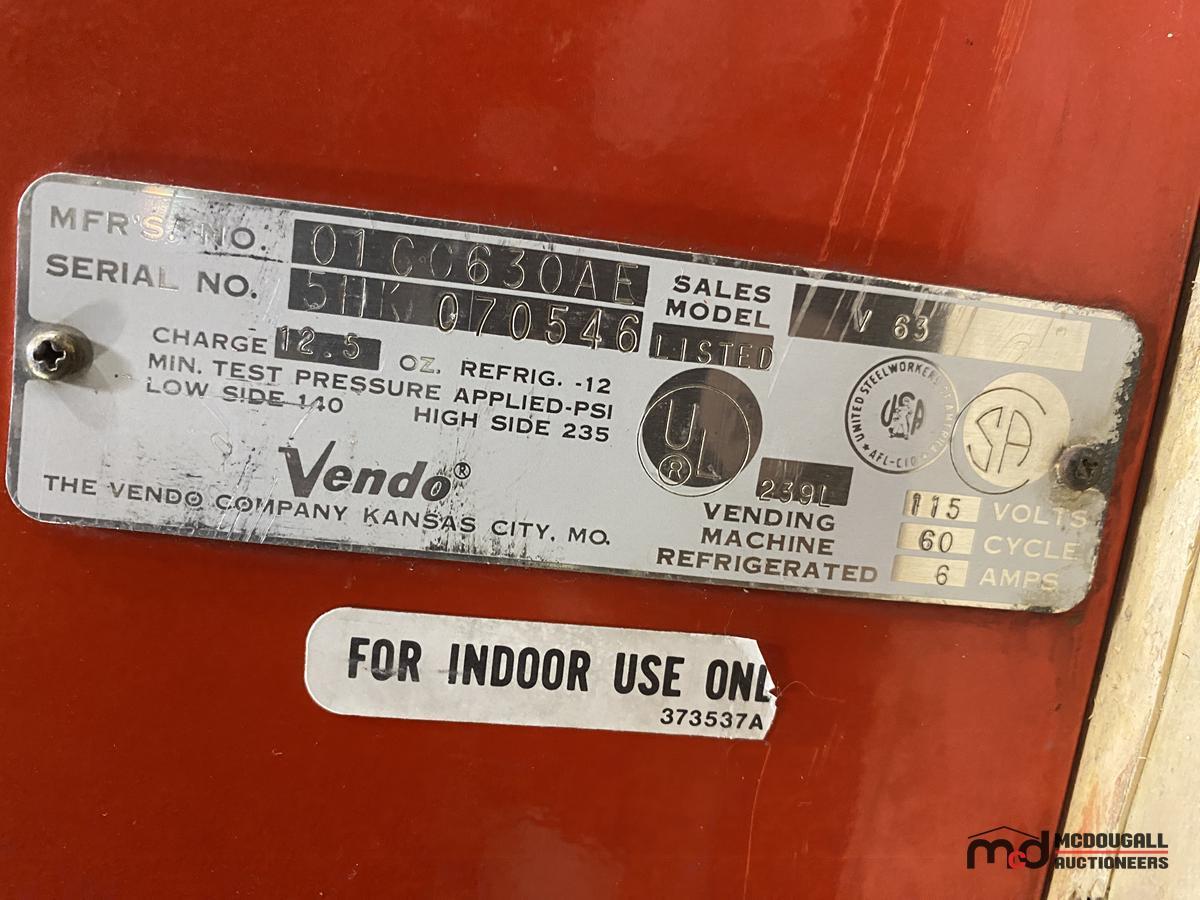 MFR'S. NO. 01CC630AE
SERIAL NO. 5HK 070546
SALES MODEL V 63
CHARGE 12.5 OZ. REFRIG. -12
MIN. TEST PRESSURE APPLIED-PSI
LOW SIDE 140 HIGH SIDE 235
Vendo®
THE VENDO COMPANY KANSAS CITY, MO.
LISTED
UL
®
239L
VENDING
MACHINE
REFRIGERATED
UNITED STEELWORKERS OF AMERICA
USA
AFL-CIO
SA
115 VOLTS
60 CYCLE
6 AMPS
FOR INDOOR USE ONL
373537A
mcd MCDOUGALL
AUCTIONEERS